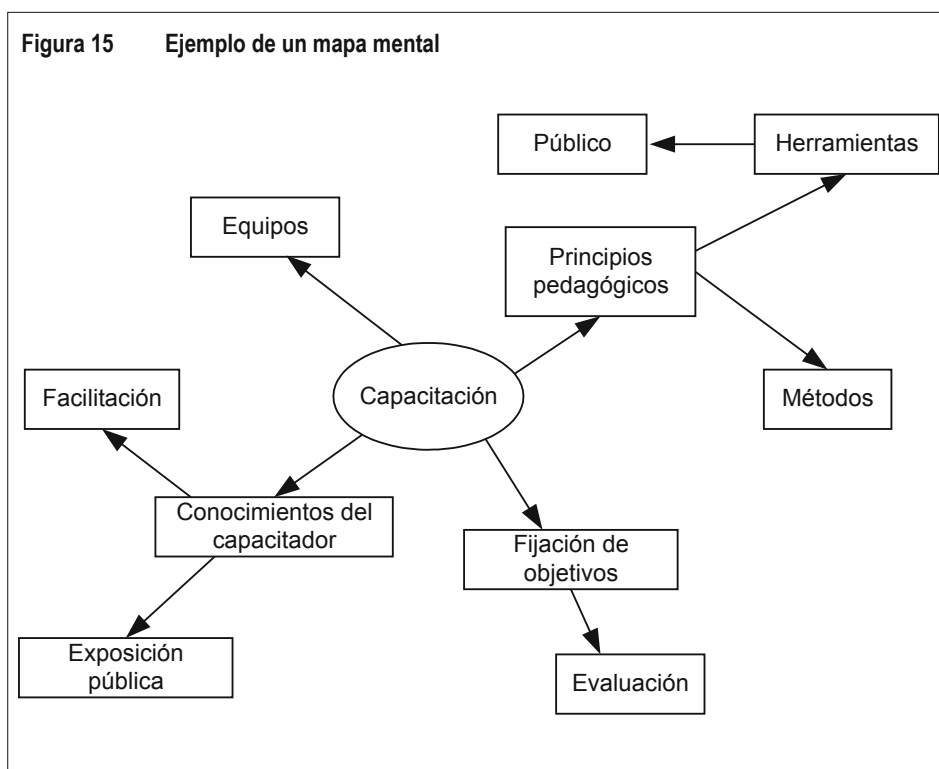 Figura 15 Ejemplo de un mapa mental
Público
Herramientas
Equipos
Principios
pedagógicos
Facilitación
Capacitación
Métodos
Conocimientos del
capacitador
Fijación de
objetivos
Exposición
pública
Evaluación